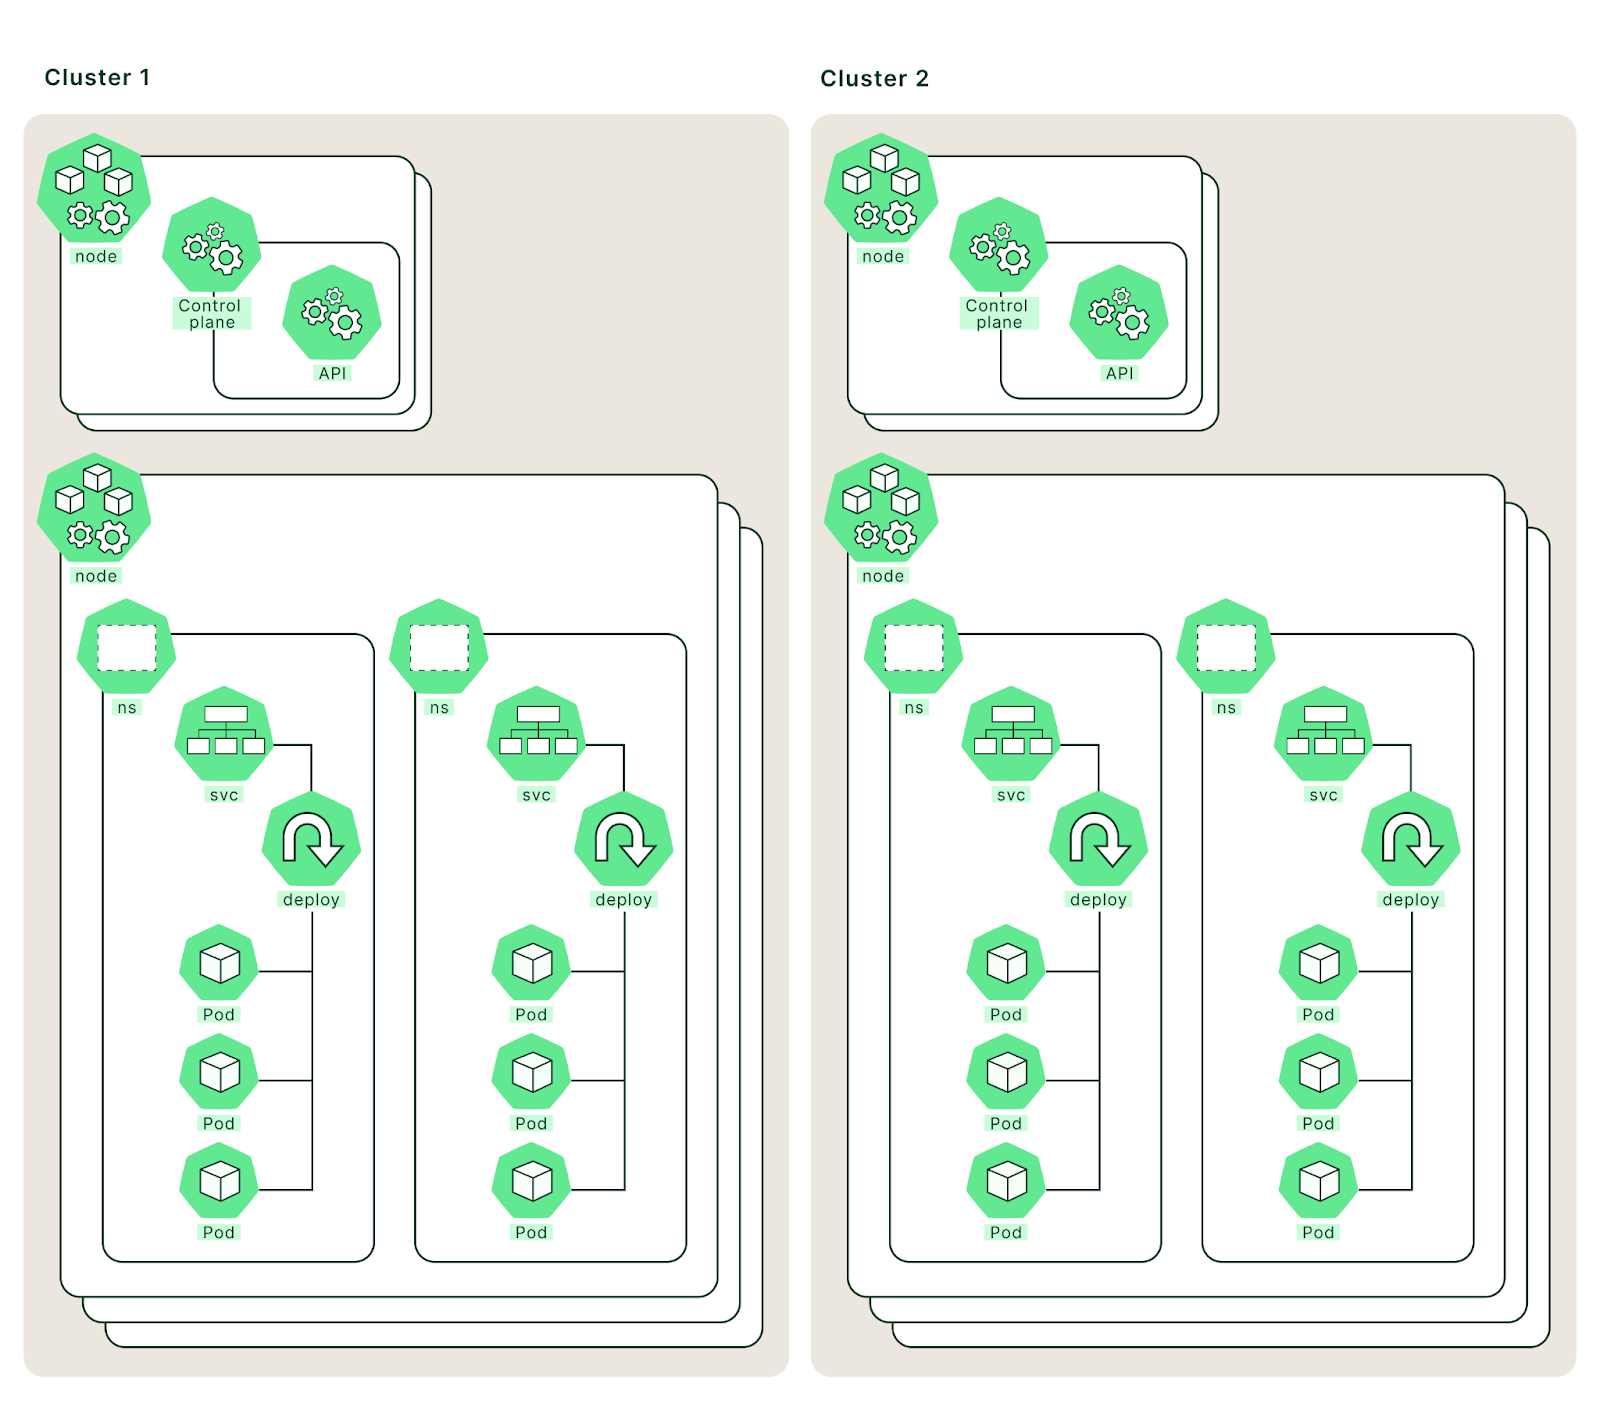 Cluster 1
node
Control
plane
API
node
ns
svc
deploy
Pod
Pod
Pod
ns
svc
deploy
Pod
Pod
Pod
Cluster 2
node
Control
plane
API
node
ns
svc
deploy
Pod
Pod
Pod
ns
svc
deploy
Pod
Pod
Pod